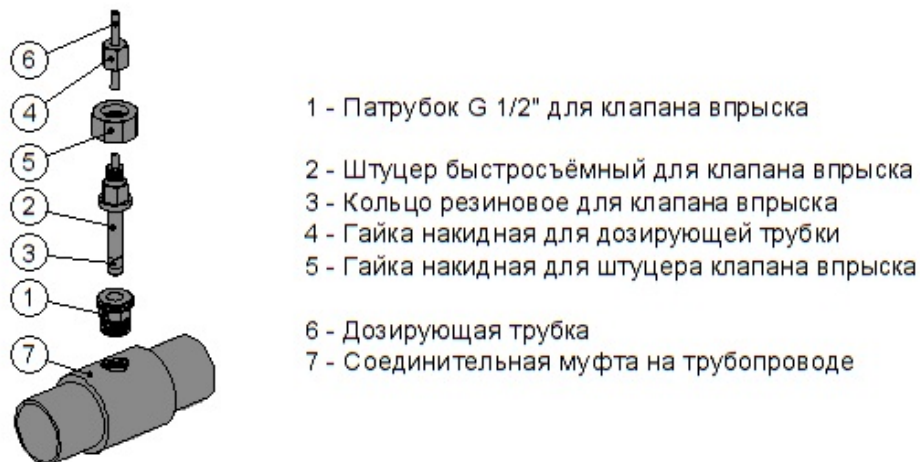 6
4
5
2
3
1
7
1 - Патрубок G 1/2" для клапана впрыска
2 - Штуцер быстросъёмный для клапана впрыска
3 - Кольцо резиновое для клапана впрыска
4 - Гайка накидная для дозирующей трубки
5 - Гайка накидная для штуцера клапана впрыска
6 - Дозирующая трубка
7 - Соединительная муфта на трубопроводе